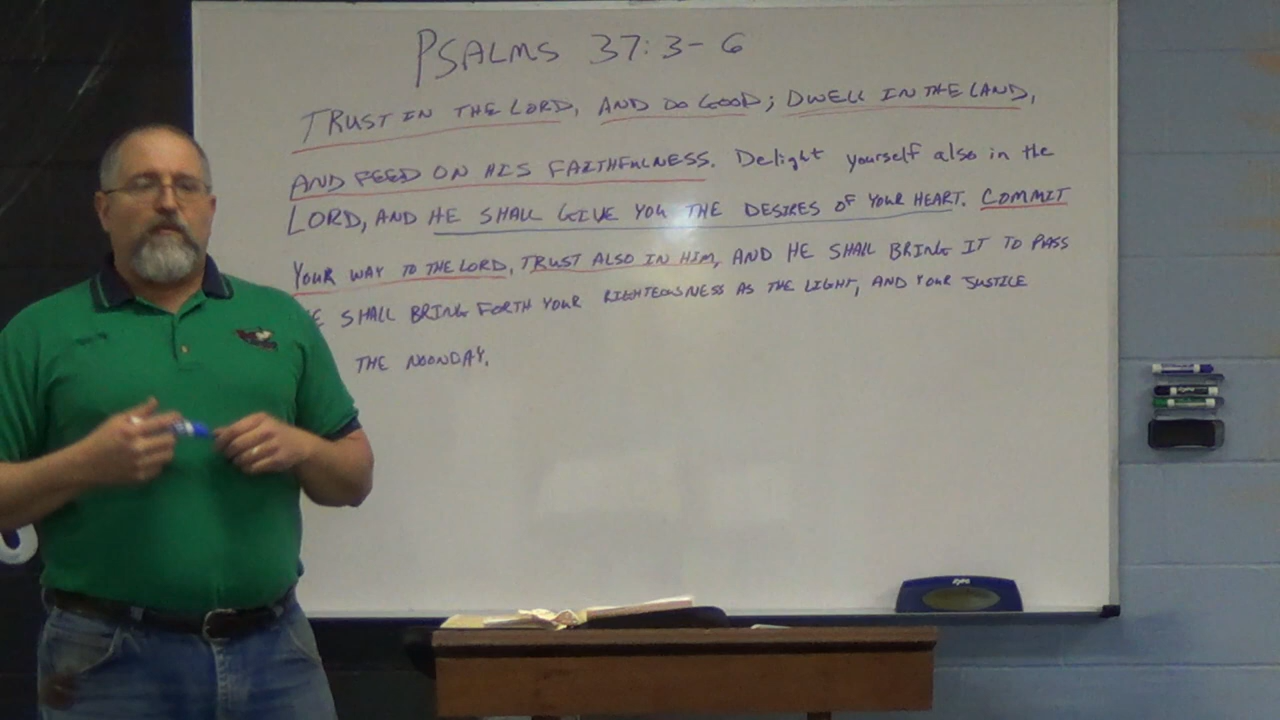 PSALMS 37:3-6
TRUST IN THE LORD, AND DO GOOD; DWELL IN THE LAND,
AND FEED ON HIS FAITHFULNESS. Delight yourself also in the
LORD, AND HE SHALL GIVE YOU THE DESIRES OF YOUR HEART. COMMIT
YOUR WAY TO THE LORD, TRUST ALSO IN HIM, AND HE SHALL BRING IT TO PASS
SHALL BRING FORTH YOUR RIGHTEOUSNESS AS THE LIGHT, AND YOUR JUSTICE
THE NOONDAY.